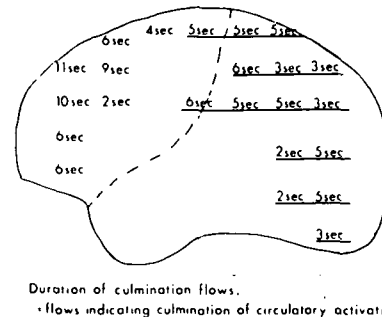 4sec 5sec 6sec 5sec
6sec
11sec 9sec 6sec 3sec 3sec
10sec 2sec 6sec 5sec 5sec 3sec
6sec
2sec 5sec
6sec
2sec 5sec
3sec
Duration of culmination flows.
flows indicating culmination of circulatory